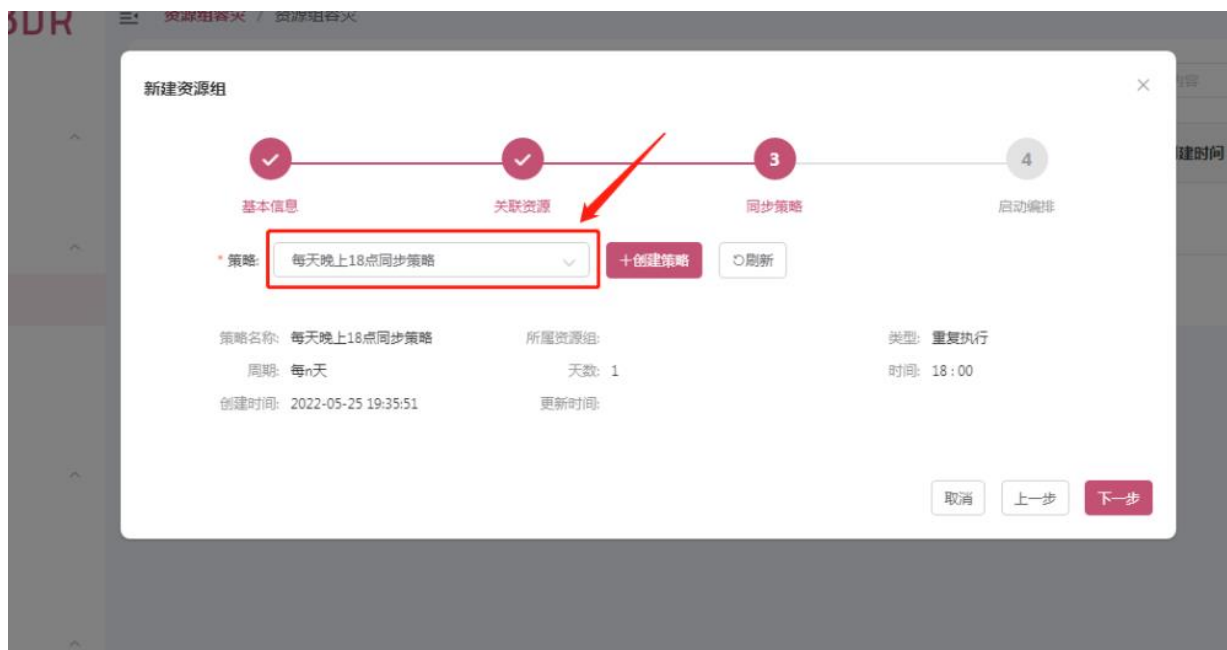 资源组容灾 / 资源组容灾
新建资源组
3
4
基本信息
关联资源
同步策略
启动编排
* 策略: 每天晚上18点同步策略
+创建策略
刷新
策略名称: 每天晚上18点同步策略 所属资源组: 类型: 重复执行
周期: 每n天 天数: 1 时间: 18 : 00
创建时间: 2022-05-25 19:35:51 更新时间:
取消 上一步 下一步
建时间